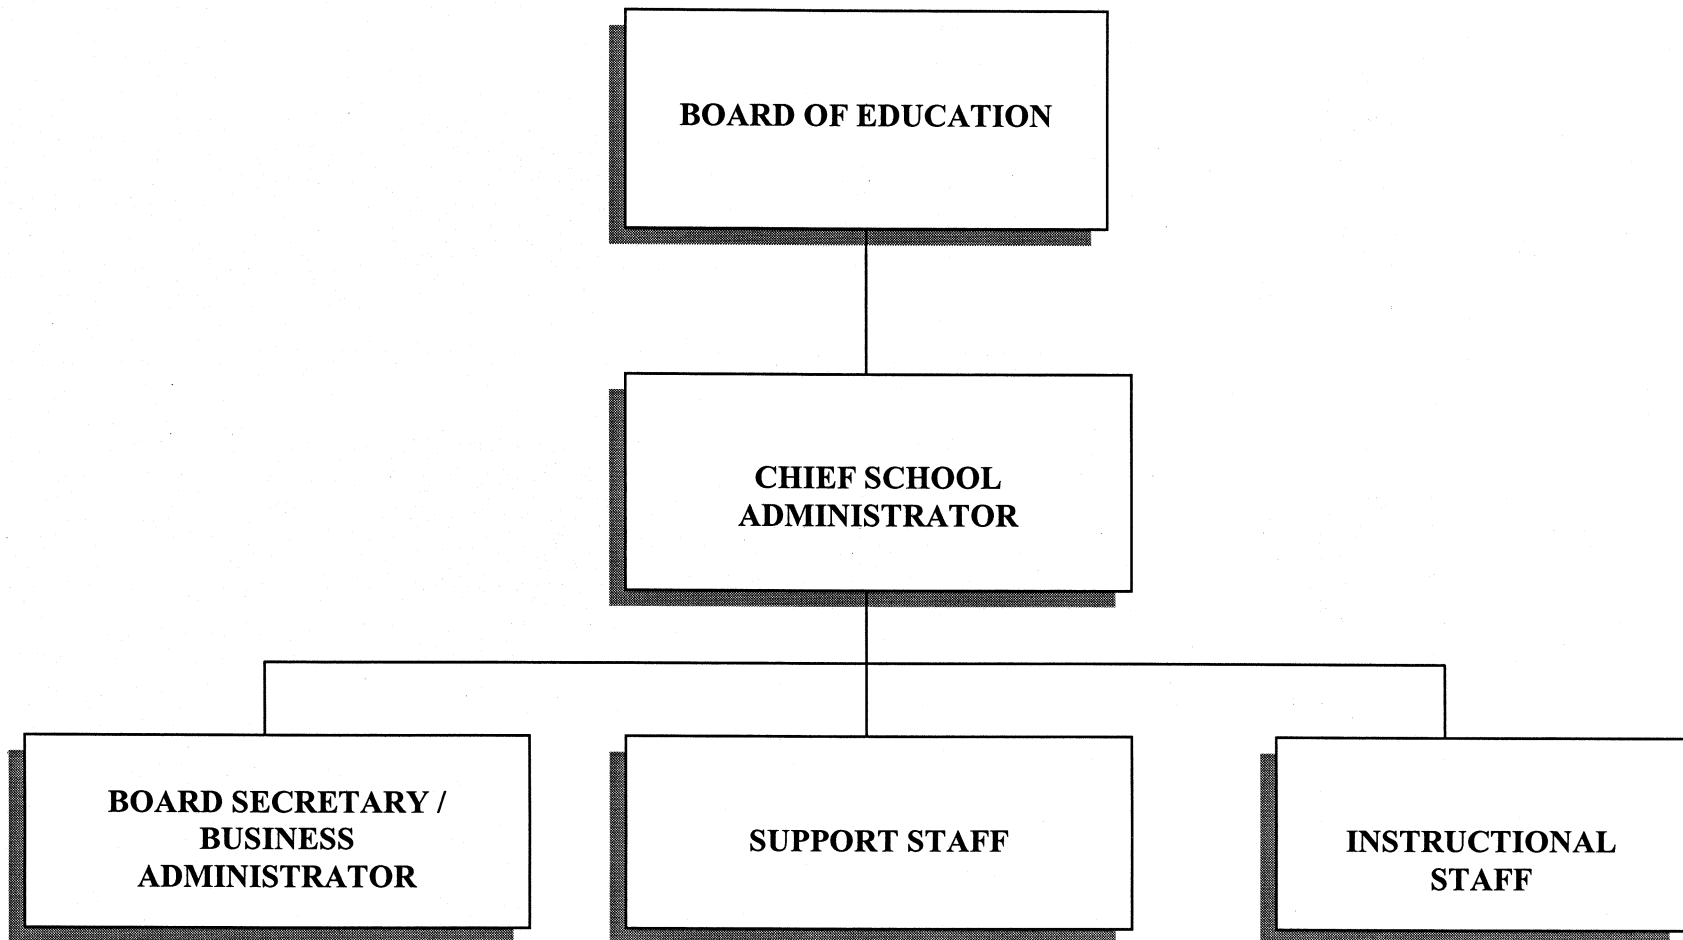 BOARD OF EDUCATION
CHIEF SCHOOL
ADMINISTRATOR
BOARD SECRETARY /
BUSINESS
ADMINISTRATOR
SUPPORT STAFF
INSTRUCTIONAL
STAFF